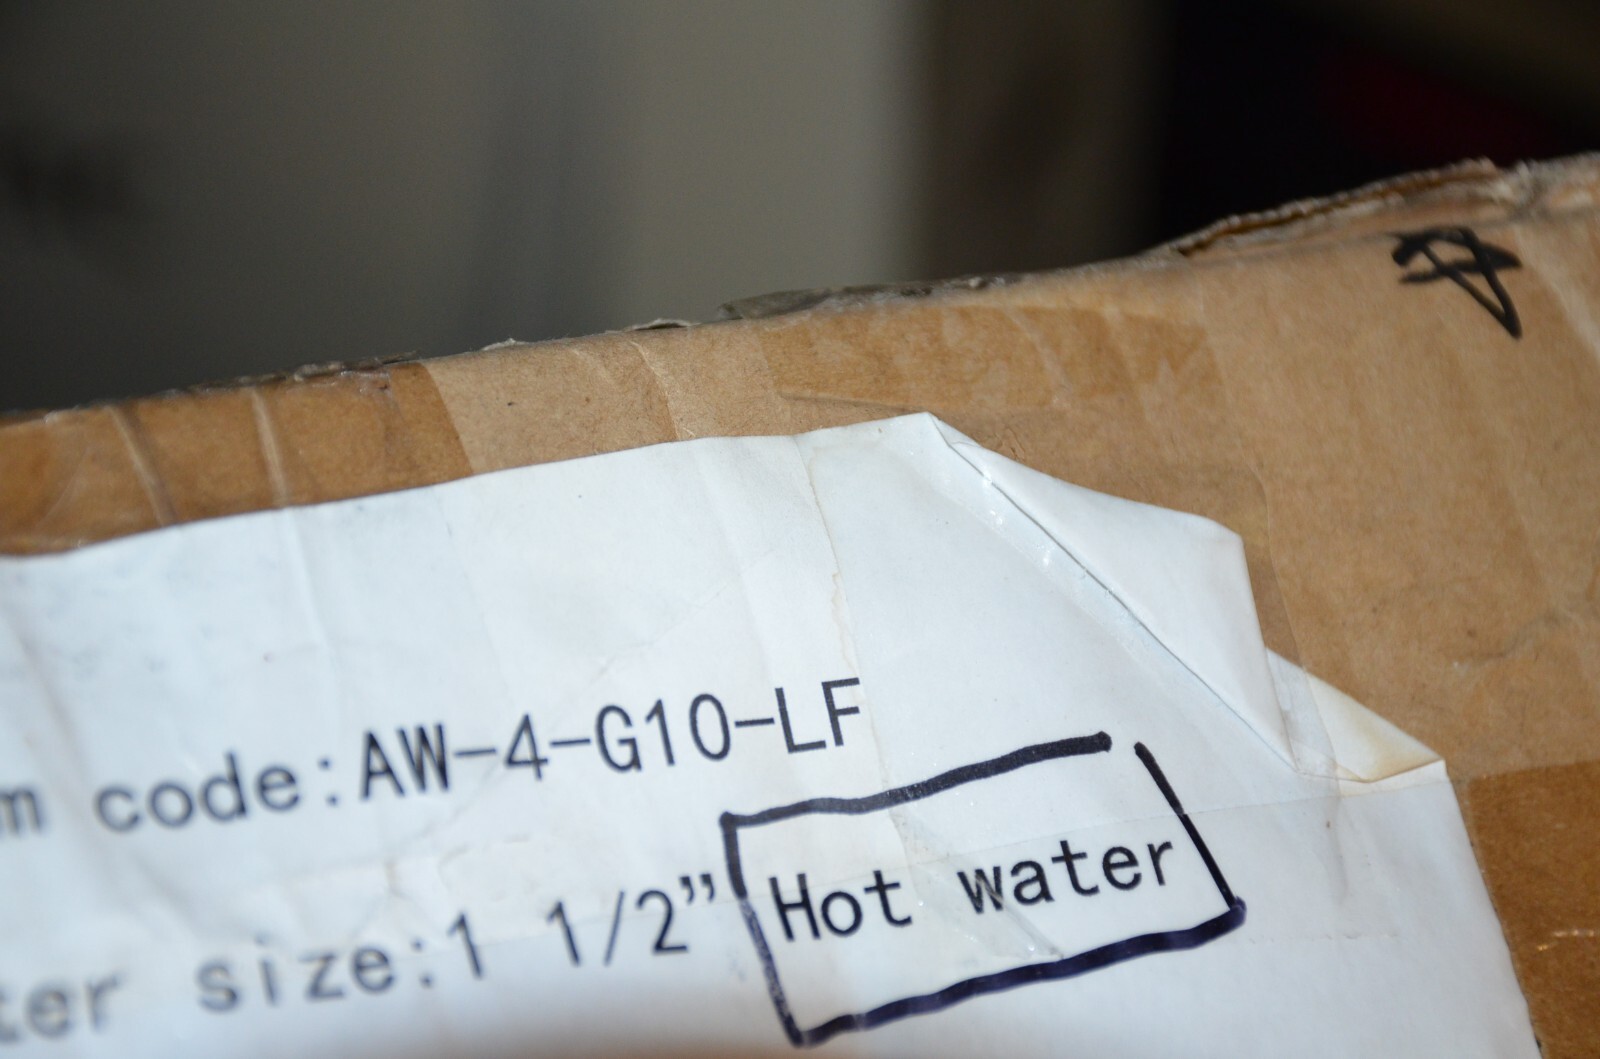 m code:AW-4-G10-LF
ter size:1 1/2” Hot water